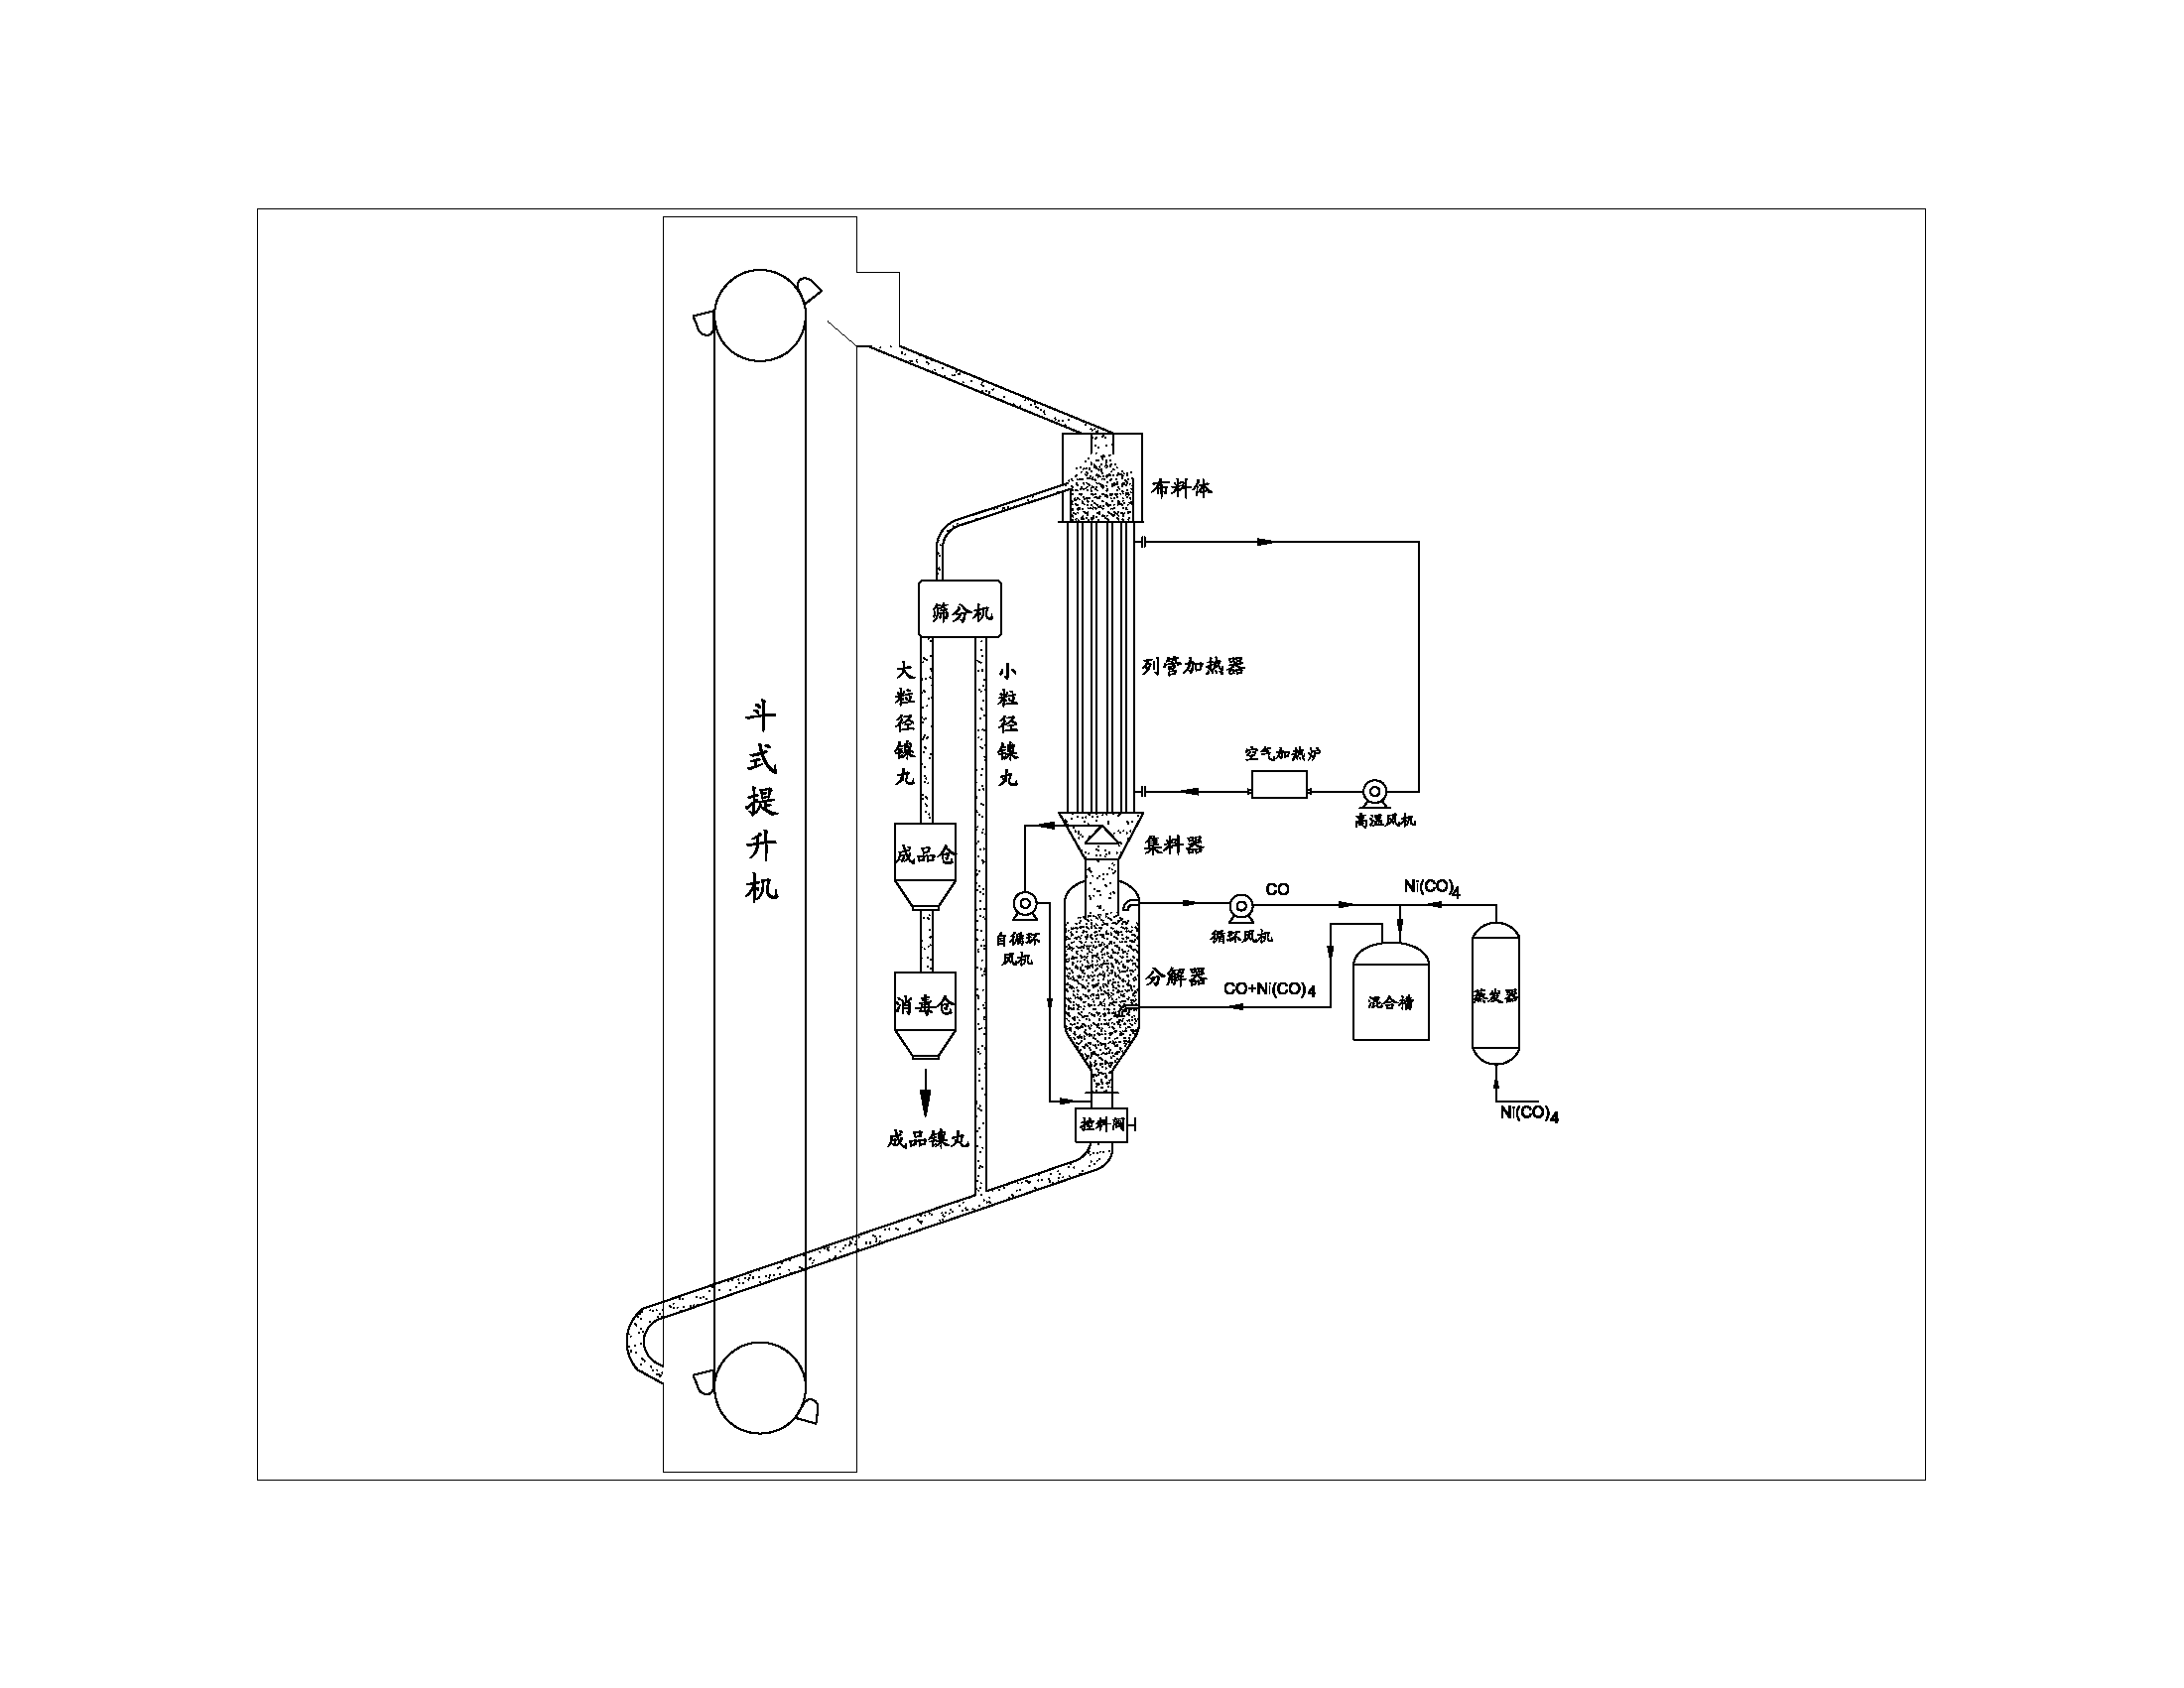 布料体
筛分机
大粒径镍丸
小粒径镍丸
列管加热器
斗式提升机
空气加热炉
高温风机
成品仓
集料器
CO
Ni(CO)4
自循环
风机
循环风机
分解器
CO+Ni(CO)4
混合槽
蒸发器
消毒仓
Ni(CO)4
控料阀
成品镍丸